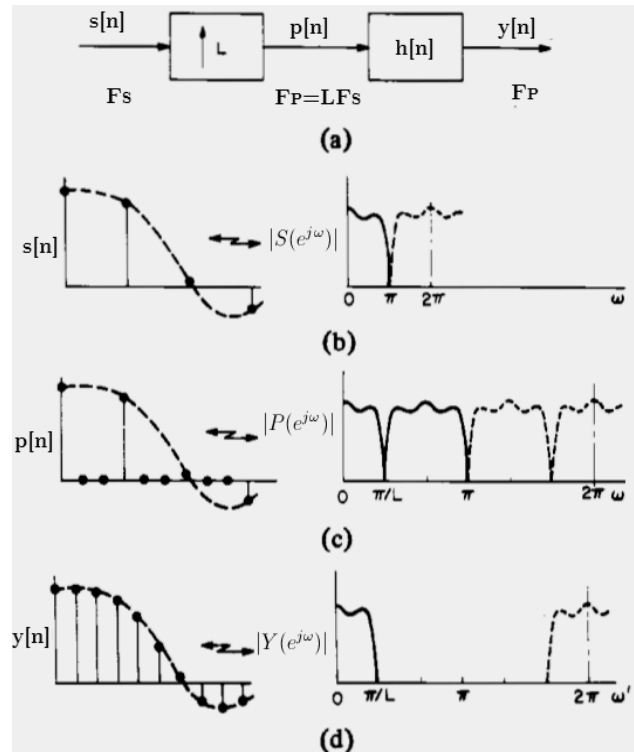 s[n] p[n] y[n]
L h[n]
Fs Fp=LFs Fp
(a)
s[n] |S(e^{jω})|
0 π 2π ω
(b)
p[n] |P(e^{jω})|
0 π/L π 2π ω
(c)
y[n] |Y(e^{jω})|
0 π/L π 2π ω'
(d)